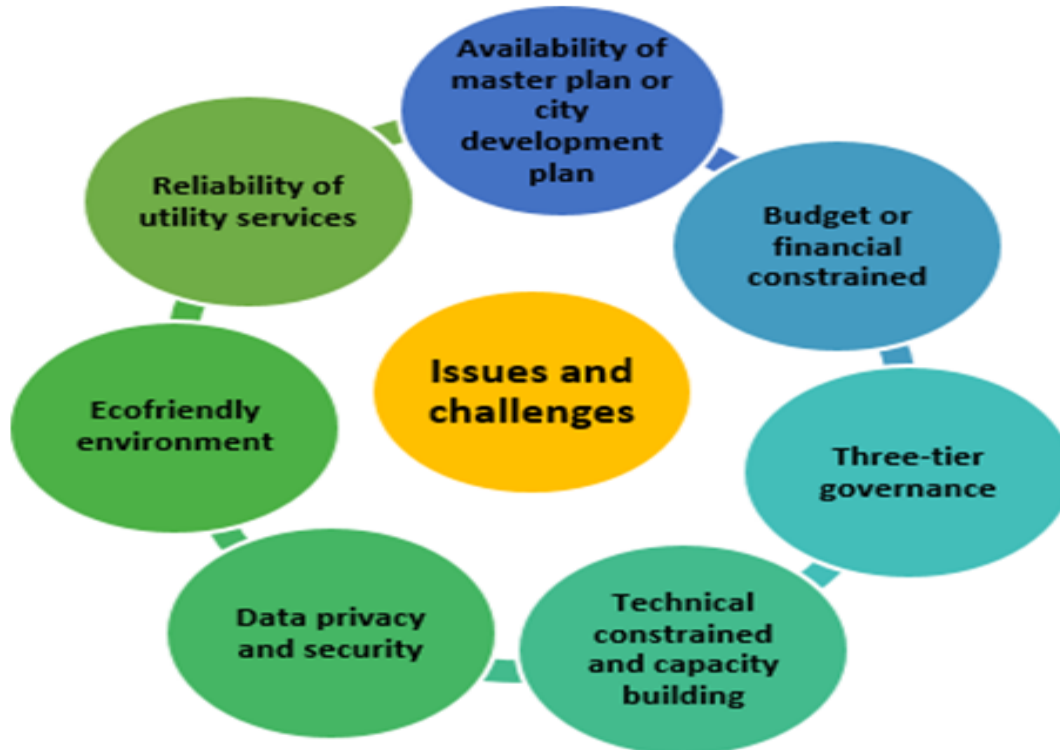 Availability of
master plan or
city
development
plan
Budget or
financial
constrained
Three-tier
governance
Technical
constrained
and capacity
building
Data privacy
and security
Ecofriendly
environment
Reliability of
utility services
Issues and
challenges